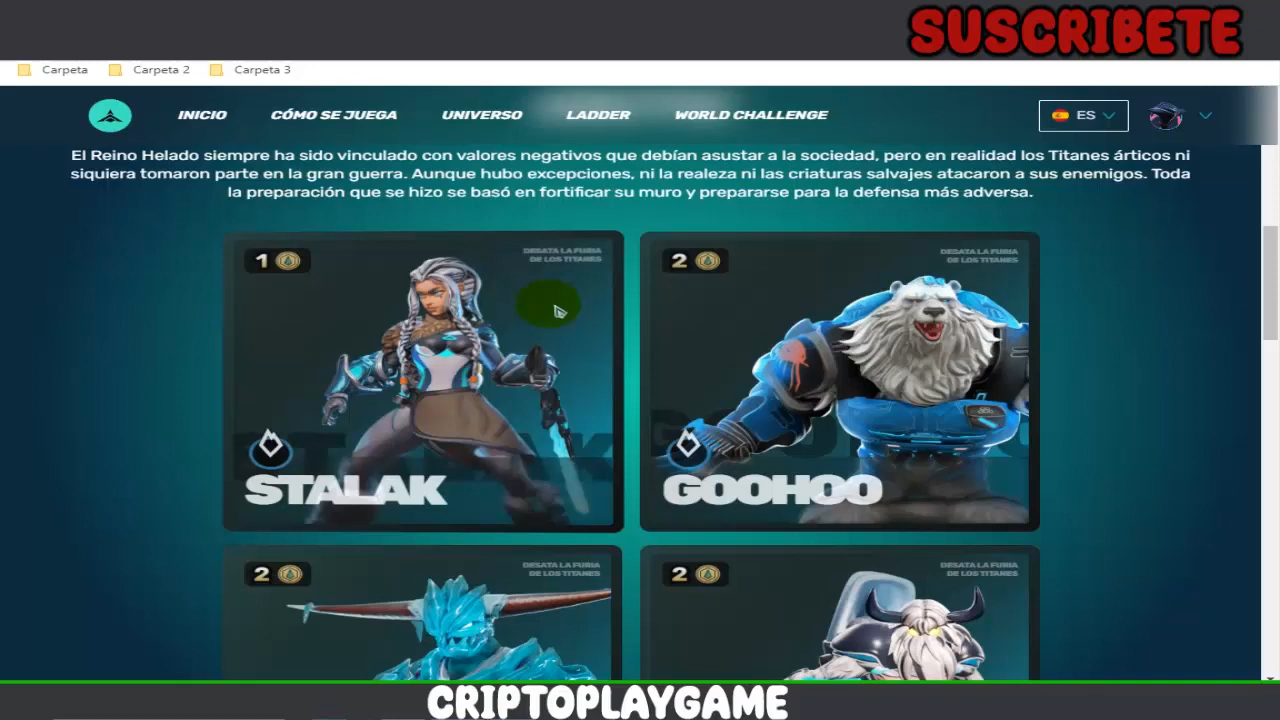 SUSCRIBETE
Carpeta Carpeta 2 Carpeta 3
INICIO CÓMO SE JUEGA UNIVERSO LADDER WORLD CHALLENGE ES
El Reino Helado siempre ha sido vinculado con valores negativos que debían asustar a la sociedad, pero en realidad los Titanes árticos ni
siquiera tomaron parte en la gran guerra. Aunque hubo excepciones, ni la realeza ni las criaturas salvajes atacaron a sus enemigos. Toda
la preparación que se hizo se basó en fortificar su muro y prepararse para la defensa más adversa.
1
DESATA LA FURIA
DE LOS TITANES
STALAK
STALAK
2
DESATA LA FURIA
DE LOS TITANES
GOOHOO
GOOHOO
2
DESATA LA FURIA
DE LOS TITANES
2
DESATA LA FURIA
DE LOS TITANES
CRIPTOPLAYGAME